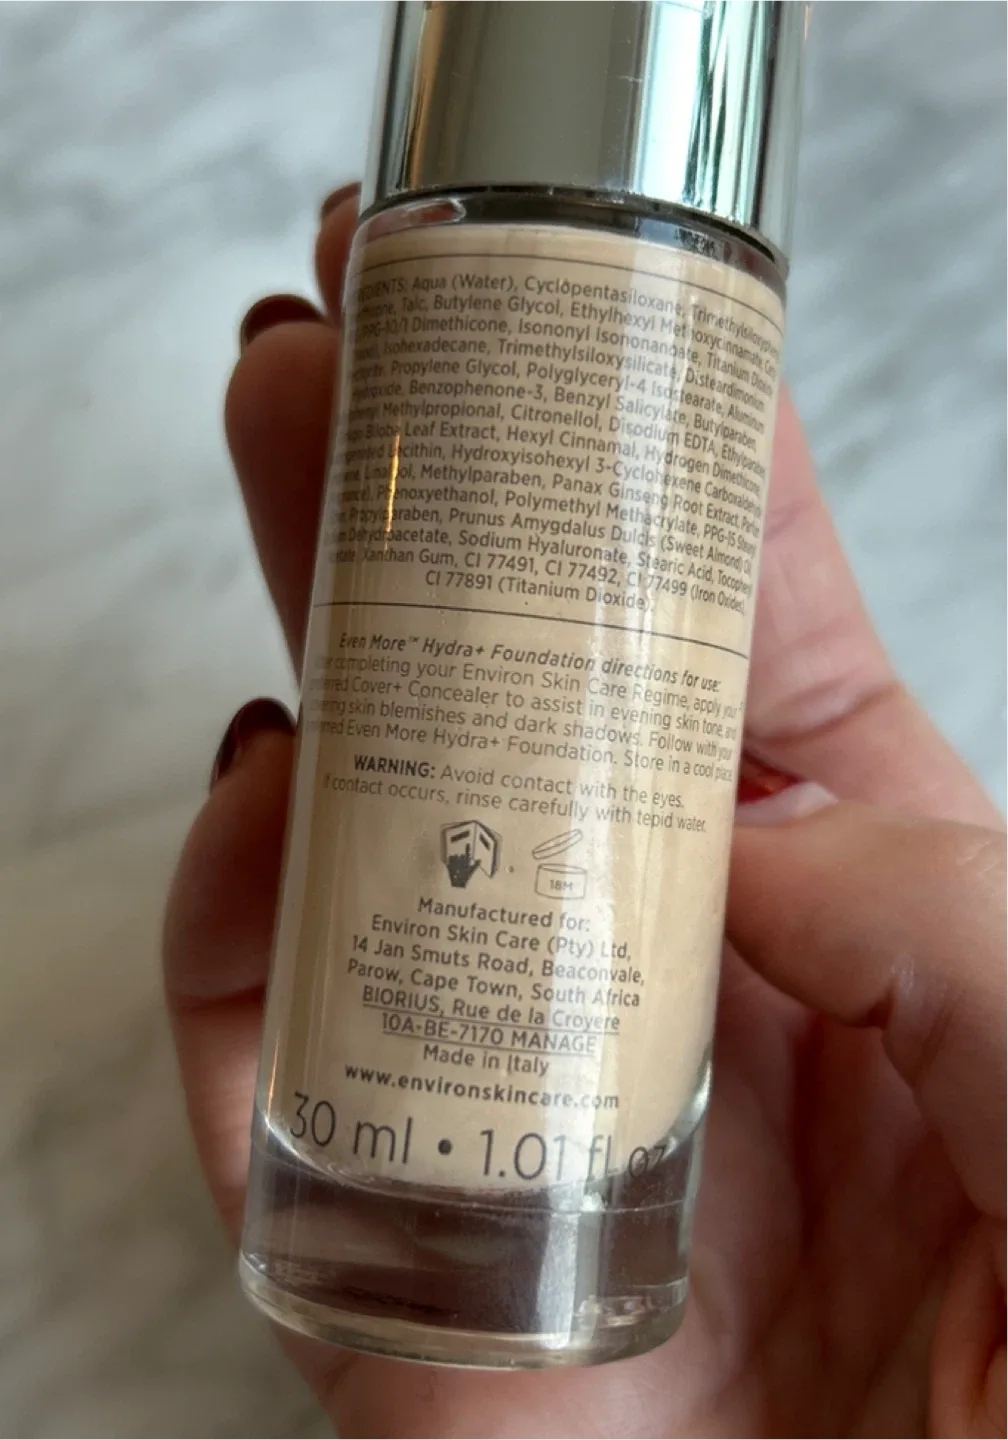 Aqua (Water), Cyclopentasiloxane,
Talc, Butylene Glycol, Ethylhexyl Methoxycinnamate,
Dimethicone, Isononyl Isononanoate, Titanium
Isohexadecane, Trimethylsiloxysilicate, Disteardimonium
Propylene Glycol, Polyglyceryl-4 Isostearate, Aluminum
Benzophenone-3, Benzyl Salicylate, Butylparaben,
Methylpropional, Citronellol, Disodium EDTA,
Biloba Leaf Extract, Hexyl Cinnamal, Hydrogen Dimethicone,
Lecithin, Hydroxyisohexyl 3-Cyclohexene
Methylparaben, Panax Ginseng Root Extract,
Phenoxyethanol, Polymethyl Methacrylate, PPG-15
Propylparaben, Prunus Amygdalus Dulcis (Sweet Almond) Oil,
Dehydroacetate, Sodium Hyaluronate, Stearic Acid,
Xanthan Gum, CI 77491, CI 77492, CI 77499 (Iron Oxides),
CI 77891 (Titanium Dioxide).
Even More™ Hydra+ Foundation directions for use:
completing your Environ Skin Care Regime, apply your
Cover+ Concealer to assist in evening skin tone, and
skin blemishes and dark shadows. Follow with your
Even More Hydra+ Foundation. Store in a cool place.
WARNING: Avoid contact with the eyes.
If contact occurs, rinse carefully with tepid water.
18M
Manufactured for:
Environ Skin Care (Pty) Ltd,
14 Jan Smuts Road, Beaconvale,
Parow, Cape Town, South Africa
BIORIUS, Rue de la Croyere
10A-BE-7170 MANAGE
Made in Italy
www.environskincare.com
30 ml • 1.01 fl oz